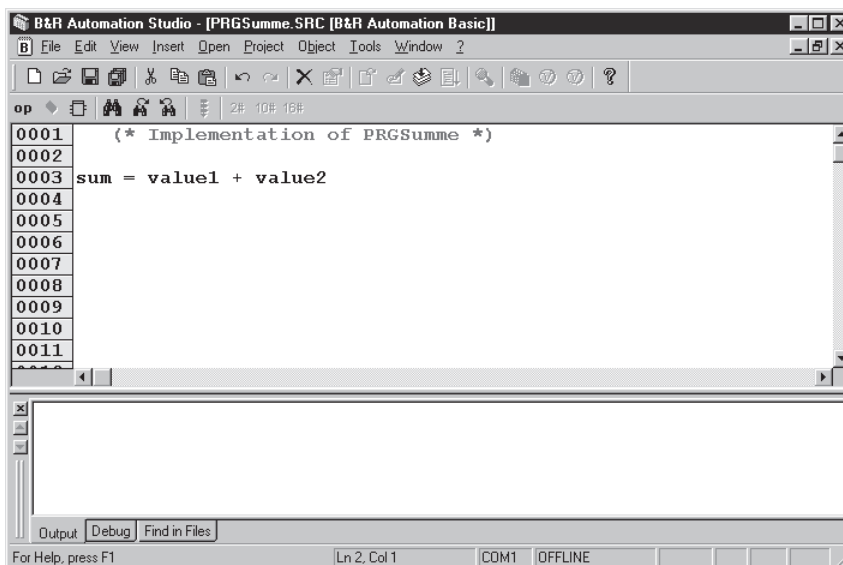 B&R Automation Studio - [PRGSumme.SRC [B&R Automation Basic]]
File Edit View Insert Open Project Object Tools Window ?
op 2# 10# 16#
0001 (* Implementation of PRGSumme *)
0002
0003 sum = value1 + value2
0004
0005
0006
0007
0008
0009
0010
0011
Output Debug Find in Files
For Help, press F1 Ln 2, Col 1 COM1 OFFLINE